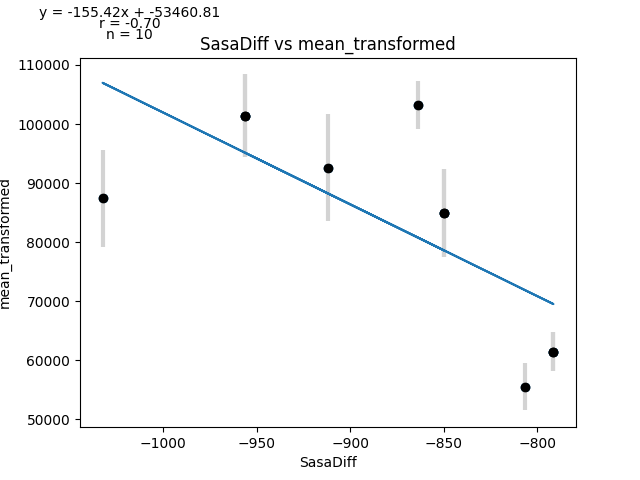 y = -155.42x + -53460.81
r = -0.70
n = 10
SasaDiff vs mean_transformed
110000
100000
90000
80000
70000
60000
50000
mean_transformed
−1000
−950
−900
−850
−800
SasaDiff